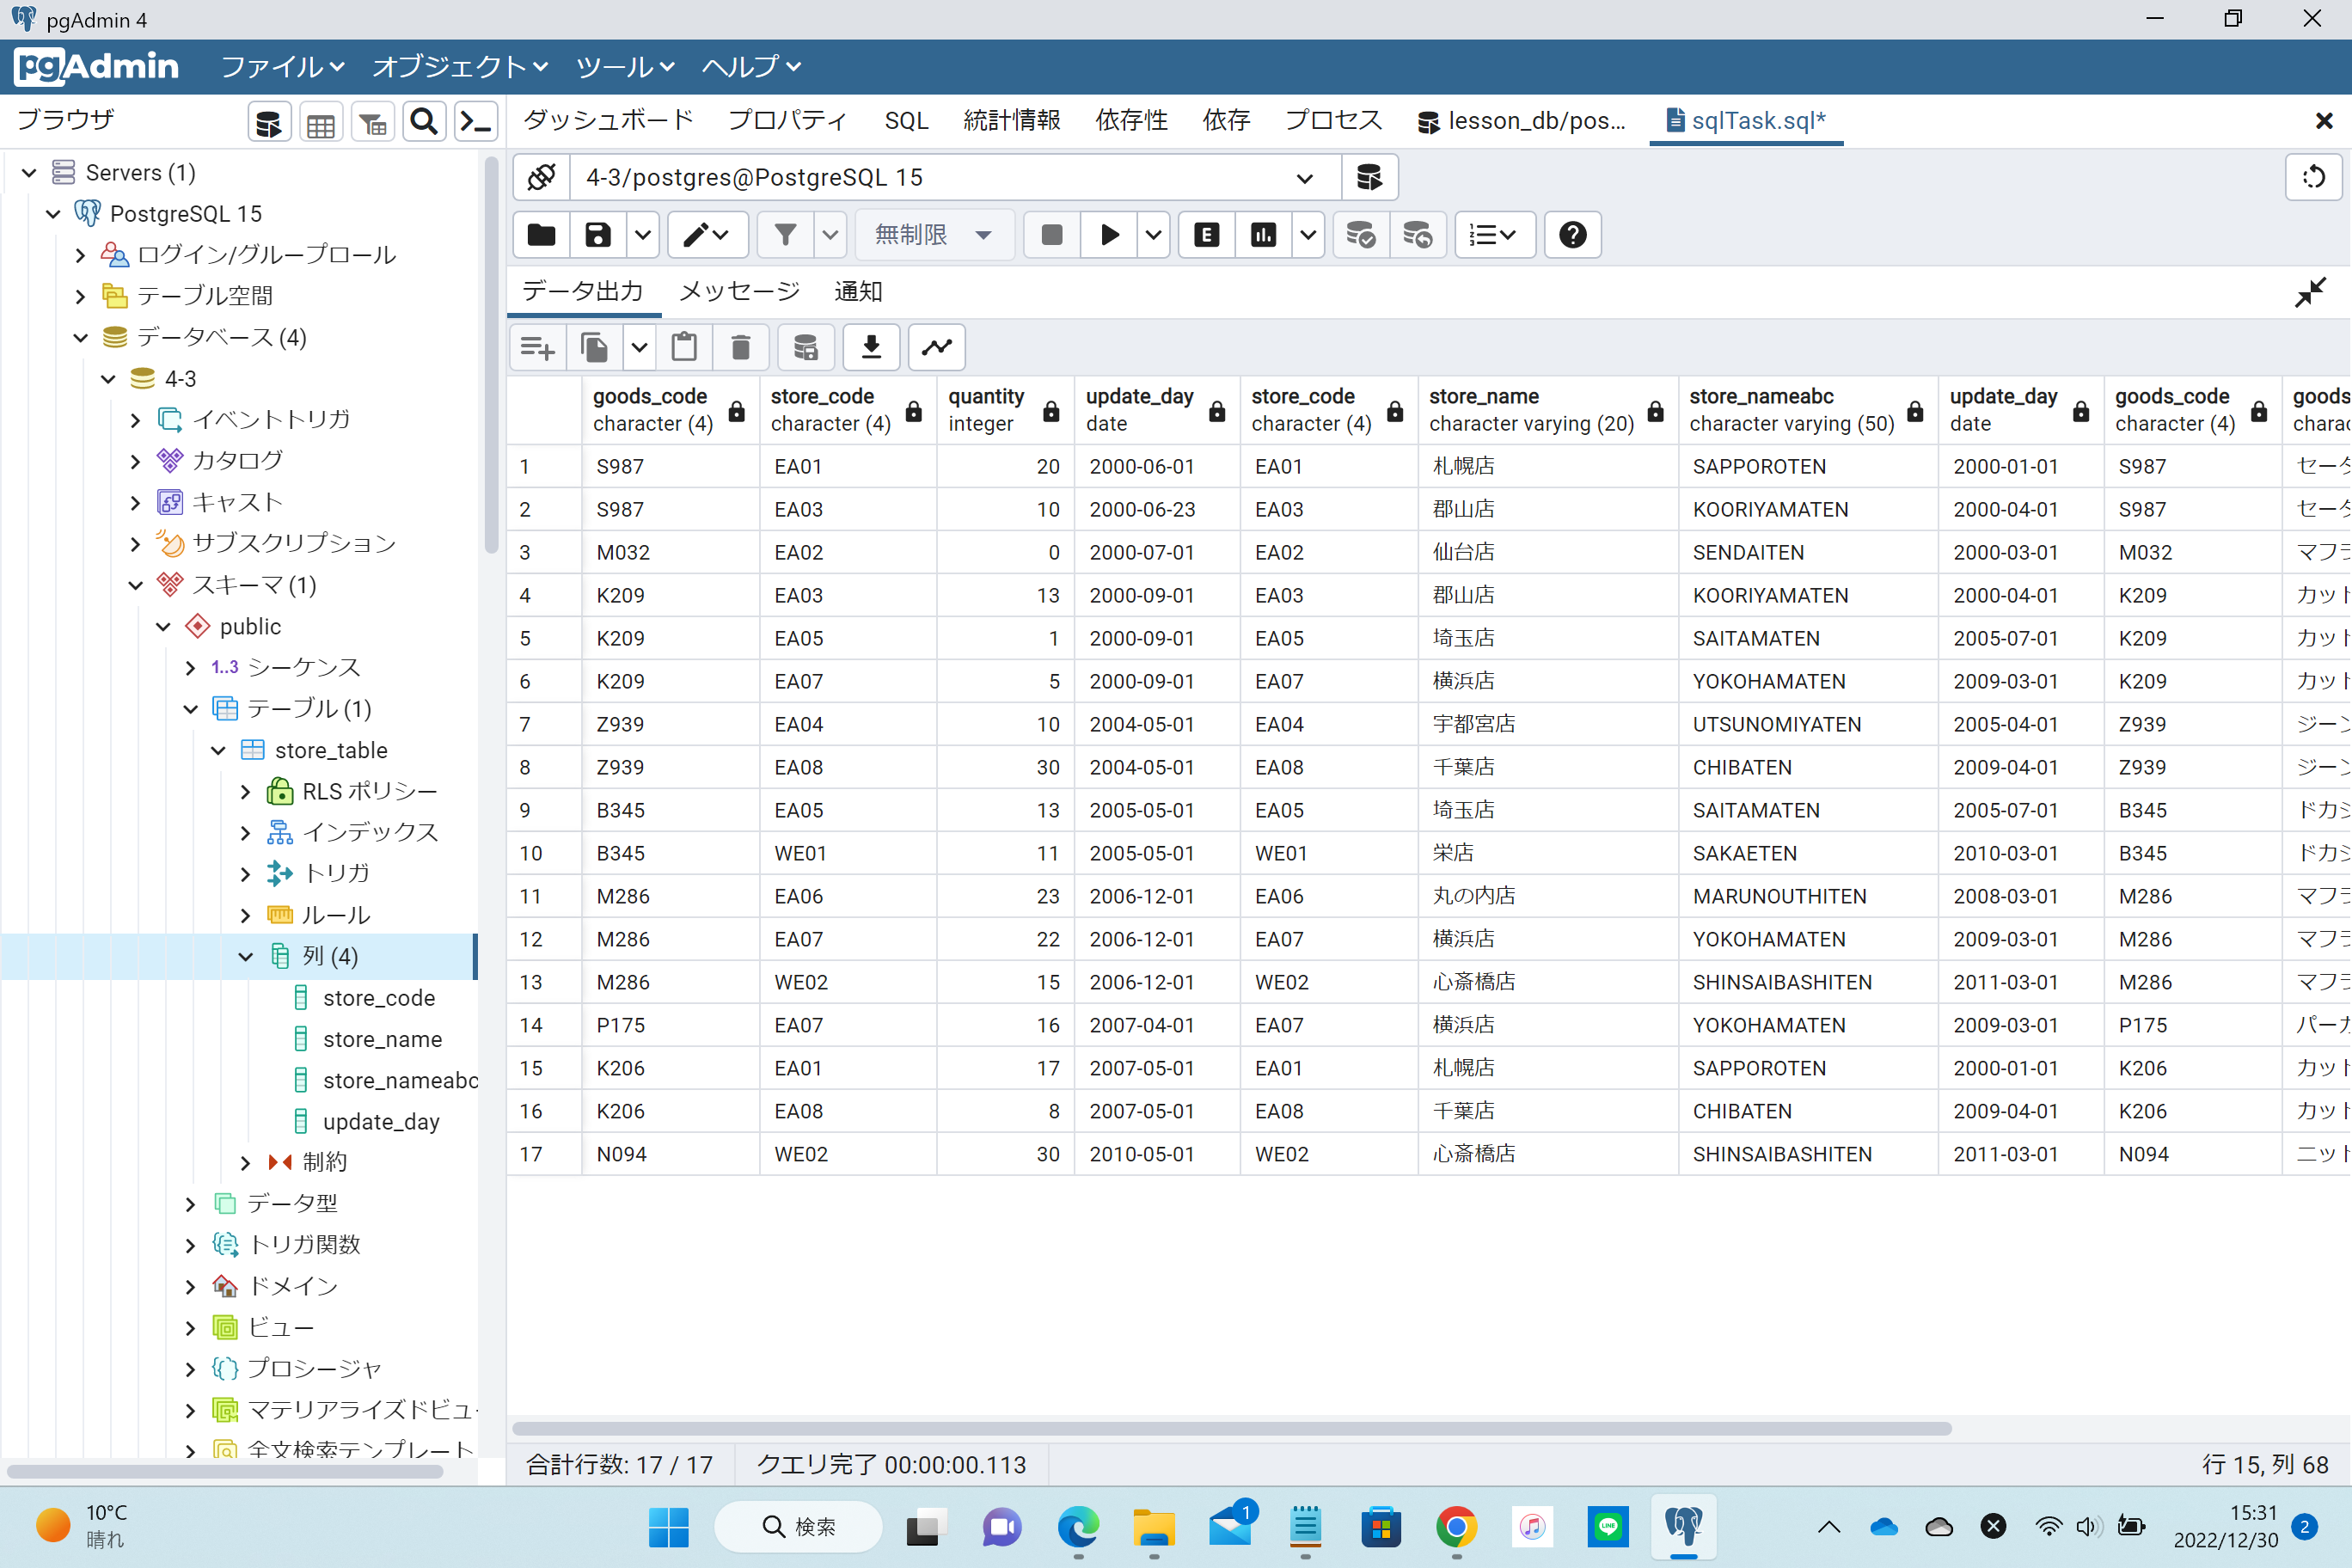 pgAdmin 4
pgAdmin ファイル オブジェクト ツール ヘルプ
ブラウザ
ダッシュボード プロパティ SQL 統計情報 依存性 依存 プロセス lesson_db/pos... sqlTask.sql*
Servers (1)
PostgreSQL 15
ログイン/グループロール
テーブル空間
データベース (4)
4-3
イベントトリガ
カタログ
キャスト
サブスクリプション
スキーマ (1)
public
1..3 シーケンス
テーブル (1)
store_table
RLS ポリシー
インデックス
トリガ
ルール
列 (4)
store_code
store_name
store_nameabc
update_day
制約
データ型
トリガ関数
ドメイン
ビュー
プロシージャ
マテリアライズドビュー
全文検索テンプレート
4-3/postgres@PostgreSQL 15
無制限
E
データ出力 メッセージ 通知
goods_code store_code quantity update_day store_code store_name store_nameabc update_day goods_code goods
character (4) character (4) integer date character (4) character varying (20) character varying (50) date character (4) charac
1 S987 EA01 20 2000-06-01 EA01 札幌店 SAPPOROTEN 2000-01-01 S987 セータ
2 S987 EA03 10 2000-06-23 EA03 郡山店 KOORIYAMATEN 2000-04-01 S987 セータ
3 M032 EA02 0 2000-07-01 EA02 仙台店 SENDAITEN 2000-03-01 M032 マフラ
4 K209 EA03 13 2000-09-01 EA03 郡山店 KOORIYAMATEN 2000-04-01 K209 カット
5 K209 EA05 1 2000-09-01 EA05 埼玉店 SAITAMATEN 2005-07-01 K209 カット
6 K209 EA07 5 2000-09-01 EA07 横浜店 YOKOHAMATEN 2009-03-01 K209 カット
7 Z939 EA04 10 2004-05-01 EA04 宇都宮店 UTSUNOMIYATEN 2005-04-01 Z939 ジーン
8 Z939 EA08 30 2004-05-01 EA08 千葉店 CHIBATEN 2009-04-01 Z939 ジーン
9 B345 EA05 13 2005-05-01 EA05 埼玉店 SAITAMATEN 2005-07-01 B345 ドカジ
10 B345 WE01 11 2005-05-01 WE01 栄店 SAKAETEN 2010-03-01 B345 ドカジ
11 M286 EA06 23 2006-12-01 EA06 丸の内店 MARUNOUTHITEN 2008-03-01 M286 マフラ
12 M286 EA07 22 2006-12-01 EA07 横浜店 YOKOHAMATEN 2009-03-01 M286 マフラ
13 M286 WE02 15 2006-12-01 WE02 心斎橋店 SHINSAIBASHITEN 2011-03-01 M286 マフラ
14 P175 EA07 16 2007-04-01 EA07 横浜店 YOKOHAMATEN 2009-03-01 P175 パーカ
15 K206 EA01 17 2007-05-01 EA01 札幌店 SAPPOROTEN 2000-01-01 K206 カット
16 K206 EA08 8 2007-05-01 EA08 千葉店 CHIBATEN 2009-04-01 K206 カット
17 N094 WE02 30 2010-05-01 WE02 心斎橋店 SHINSAIBASHITEN 2011-03-01 N094 ニット
合計行数: 17 / 17 クエリ完了 00:00:00.113 行 15, 列 68
10°C
晴れ
検索
1
LINE
15:31
2022/12/30
2